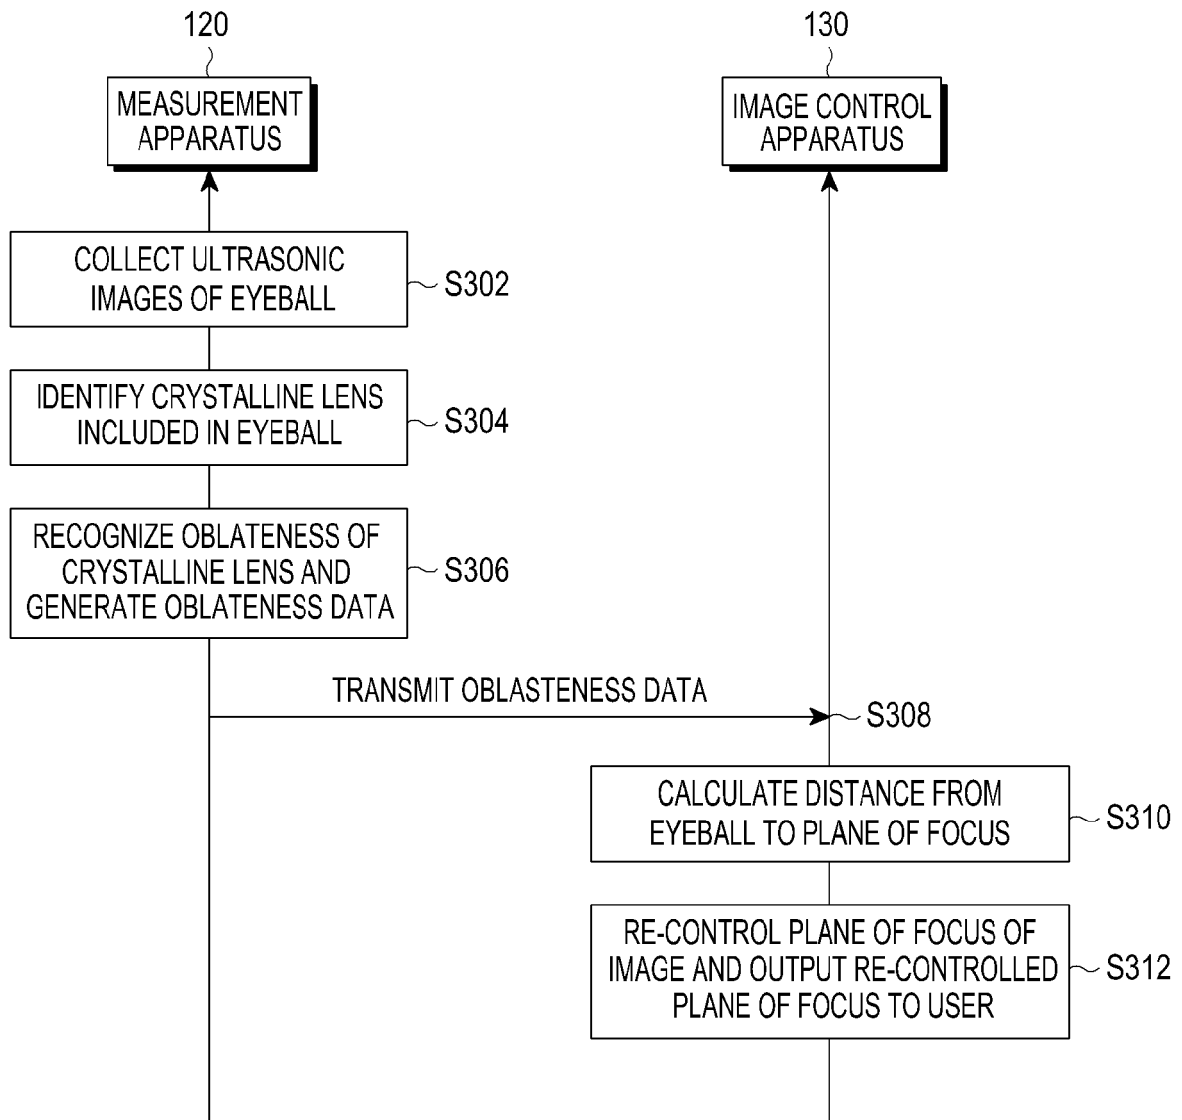 120
130
MEASUREMENT
APPARATUS
IMAGE CONTROL
APPARATUS
COLLECT ULTRASONIC
IMAGES OF EYEBALL
S302
IDENTIFY CRYSTALLINE LENS
INCLUDED IN EYEBALL
S304
RECOGNIZE OBLATENESS OF
CRYSTALLINE LENS AND
GENERATE OBLATENESS DATA
S306
TRANSMIT OBLASTENESS DATA
S308
CALCULATE DISTANCE FROM
EYEBALL TO PLANE OF FOCUS
S310
RE-CONTROL PLANE OF FOCUS OF
IMAGE AND OUTPUT RE-CONTROLLED
PLANE OF FOCUS TO USER
S312